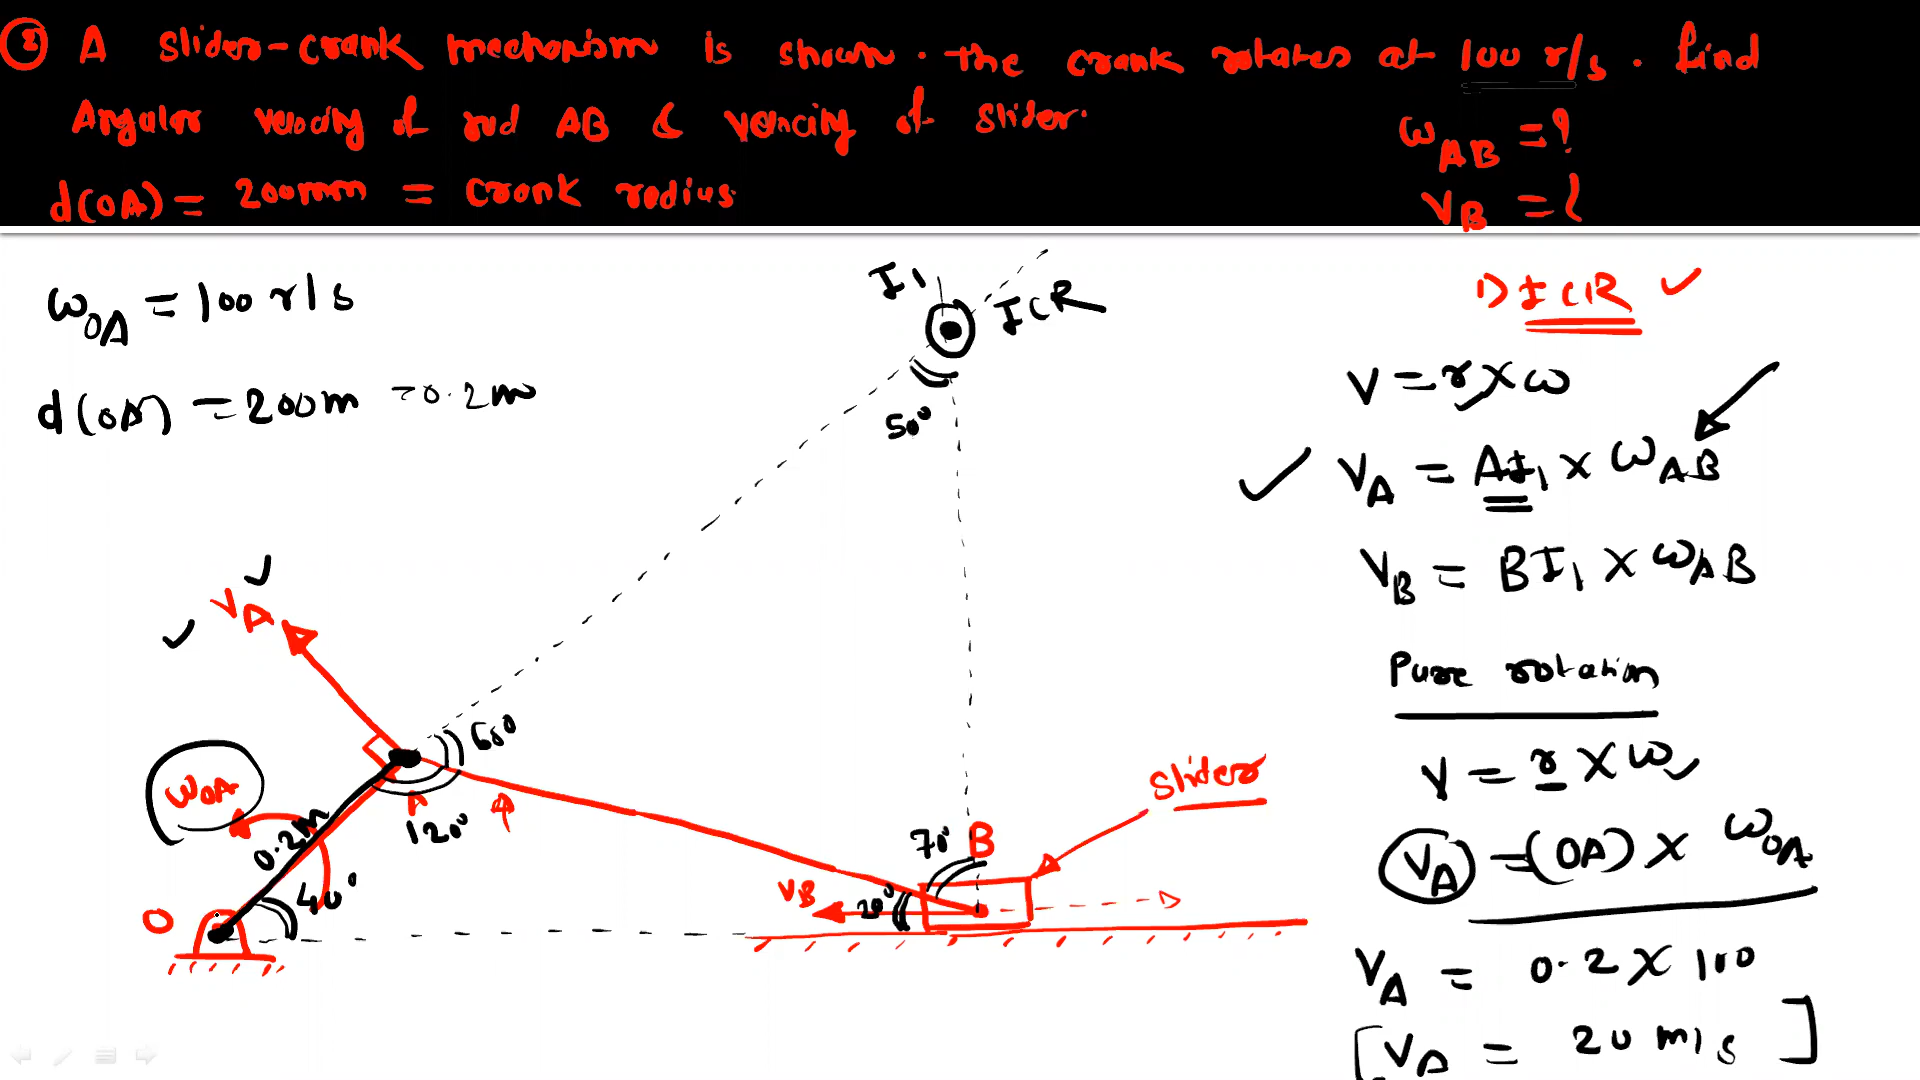 ② A slider-crank mechanism is shown. the crank rotates at 100 r/s. find
Angular velocity of rod AB & velocity of slider.
d(OA) = 200mm = crank radius
ω_AB = ?
V_B = ?
ω_OA = 100 r/s
d(OA) = 200m = 0.2m
I₁
ICR
50°
V_A
ω_OA
0.2m
60°
A
120°
O
40°
V_B
20°
70°
B
slider
1) ICR ✓
V = r × ω
✓ V_A = AI₁ × ω_AB
V_B = BI₁ × ω_AB
Pure rotation
V = r × ω
V_A = (OA) × ω_OA
V_A = 0.2 × 100
[V_A = 20 m/s]